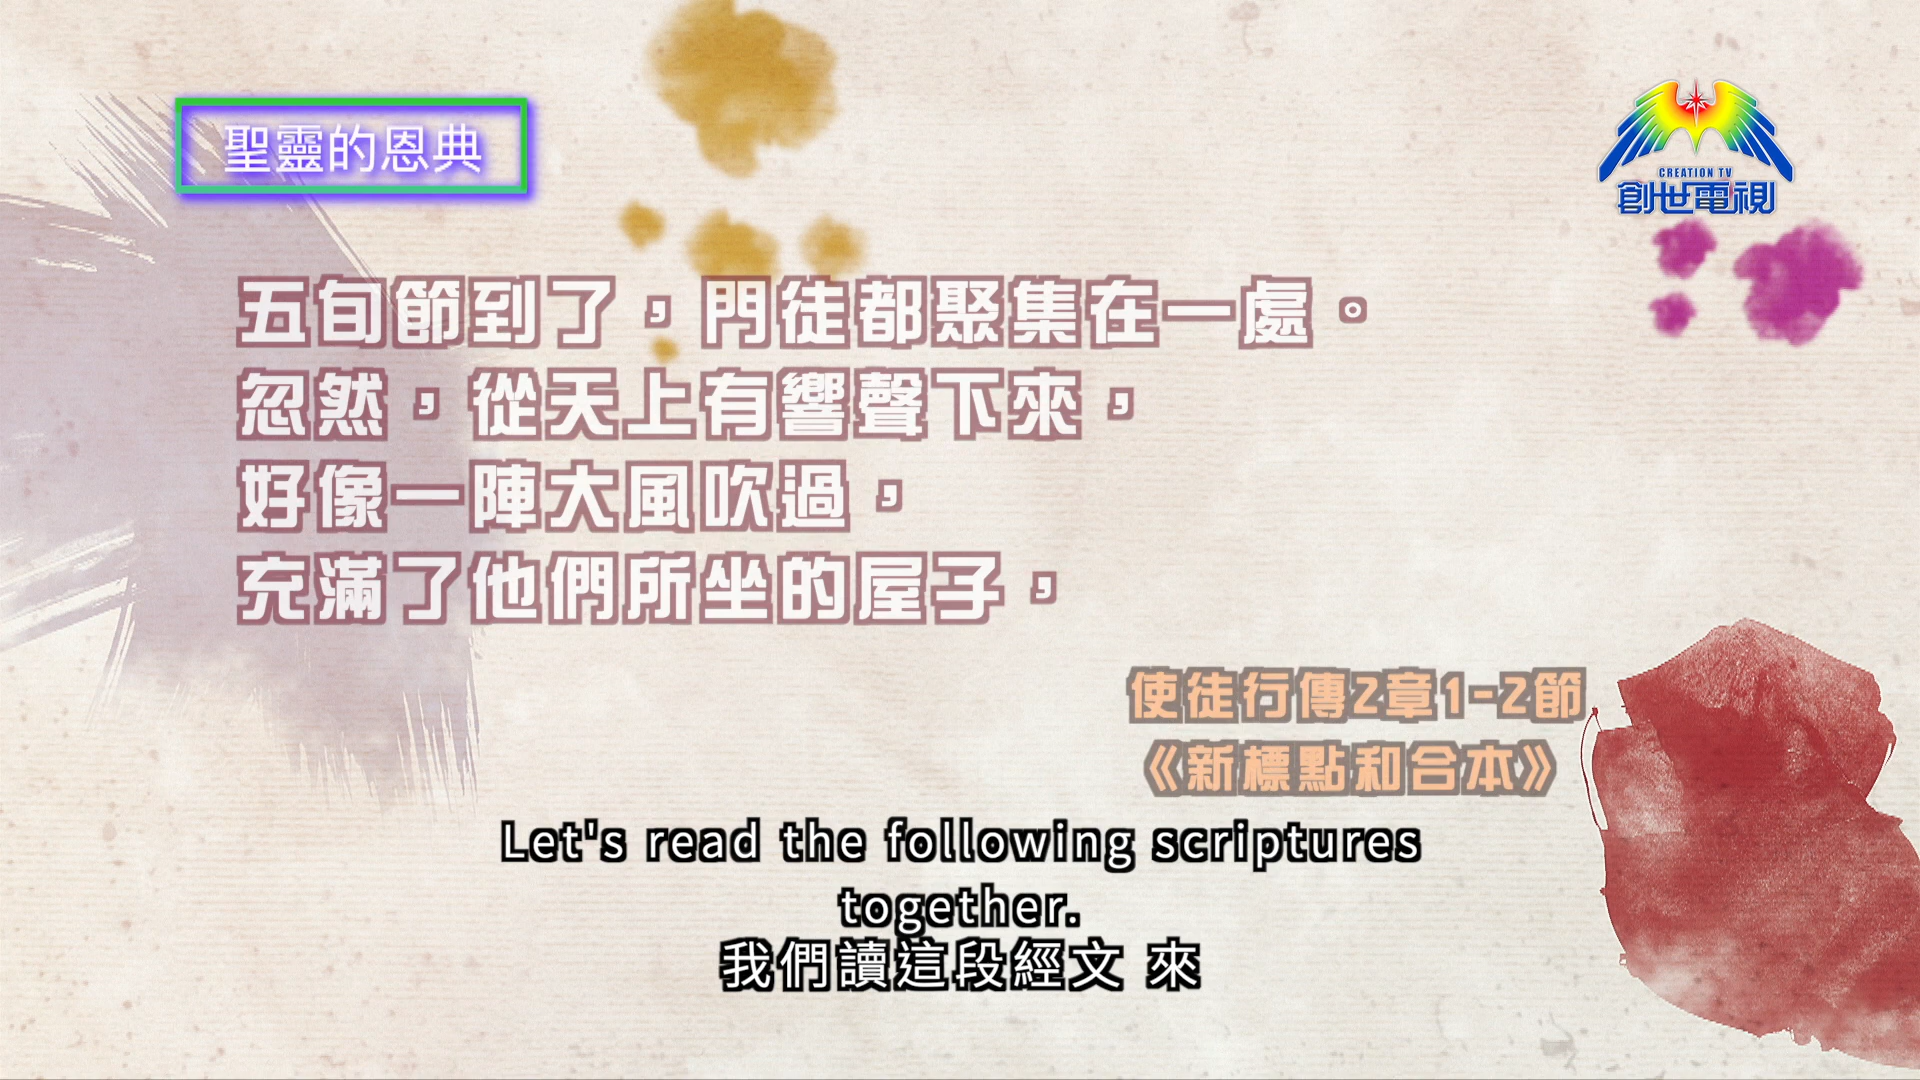 聖靈的恩典
CREATION TV
創世電視
五旬節到了，門徒都聚集在一處。
忽然，從天上有響聲下來，
好像一陣大風吹過，
充滿了他們所坐的屋子，
使徒行傳2章1-2節
《新標點和合本》
Let's read the following scriptures
together.
我們讀這段經文 來